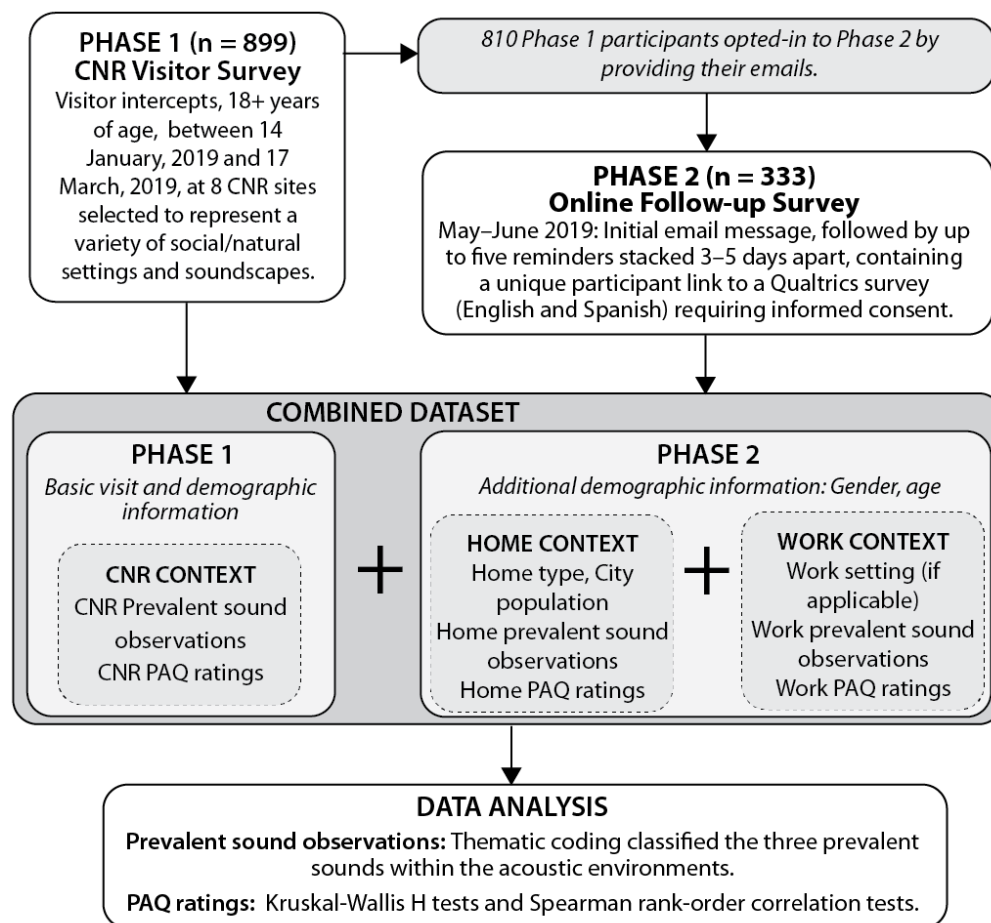 PHASE 1 (n = 899)
CNR Visitor Survey
Visitor intercepts, 18+ years
of age, between 14
January, 2019 and 17
March, 2019, at 8 CNR sites
selected to represent a
variety of social/natural
settings and soundscapes.
810 Phase 1 participants opted-in to Phase 2 by
providing their emails.
PHASE 2 (n = 333)
Online Follow-up Survey
May–June 2019: Initial email message, followed by up
to five reminders stacked 3–5 days apart, containing
a unique participant link to a Qualtrics survey
(English and Spanish) requiring informed consent.
COMBINED DATASET
PHASE 1
Basic visit and demographic
information
CNR CONTEXT
CNR Prevalent sound
observations
CNR PAQ ratings
+
PHASE 2
Additional demographic information: Gender, age
HOME CONTEXT
Home type, City
population
Home prevalent sound
observations
Home PAQ ratings
+
WORK CONTEXT
Work setting (if
applicable)
Work prevalent sound
observations
Work PAQ ratings
DATA ANALYSIS
Prevalent sound observations: Thematic coding classified the three prevalent
sounds within the acoustic environments.
PAQ ratings: Kruskal-Wallis H tests and Spearman rank-order correlation tests.